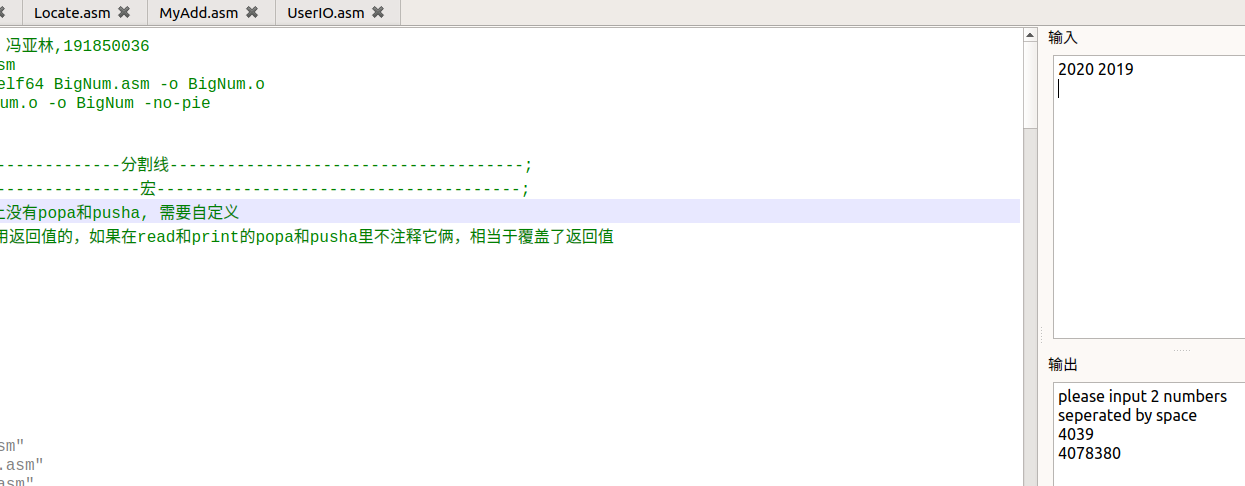 Locate.asm MyAdd.asm UserIO.asm
冯亚林,191850036
sm
elf64 BigNum.asm -o BigNum.o
um.o -o BigNum -no-pie
-------------分割线-------------------------------------;
---------------宏--------------------------------------;
上没有popa和pusha, 需要自定义
用返回值的，如果在read和print的popa和pusha里不注释它俩，相当于覆盖了返回值
sm"
.asm"
asm"
输入
2020 2019
输出
please input 2 numbers
seperated by space
4039
4078380